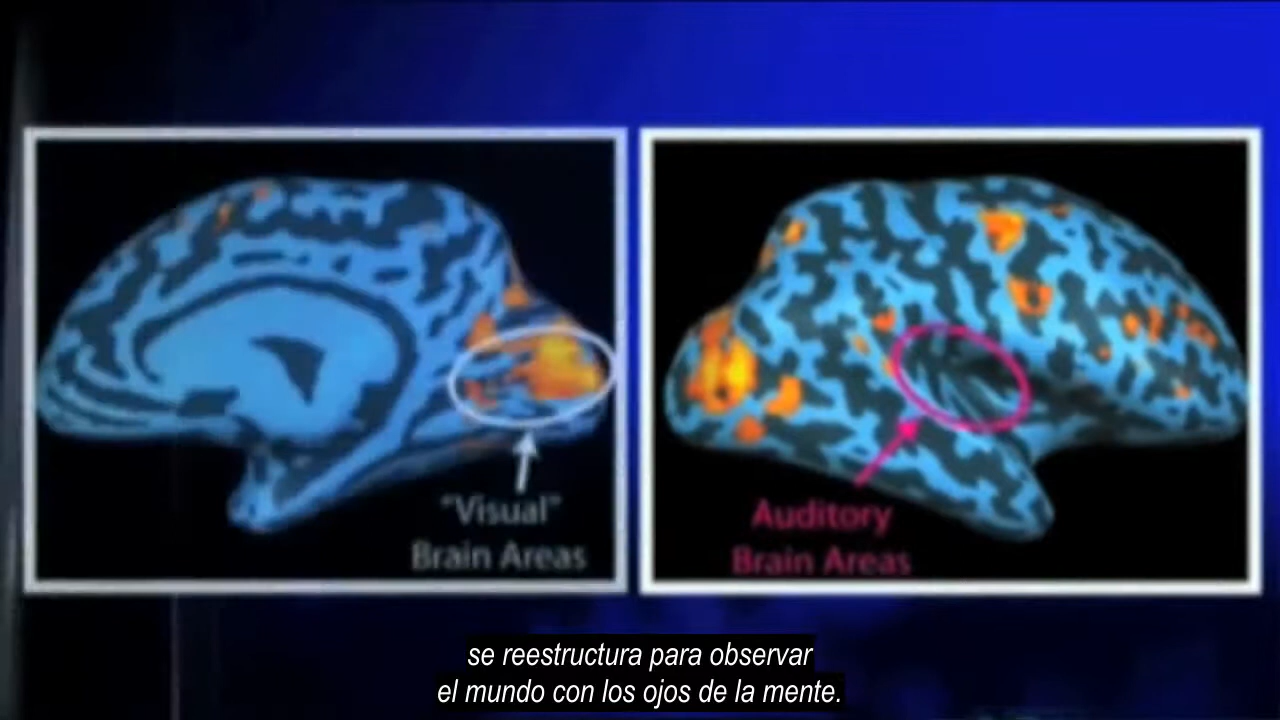 "Visual"
Brain Areas
Auditory
Brain Areas
se reestructura para observar
el mundo con los ojos de la mente.